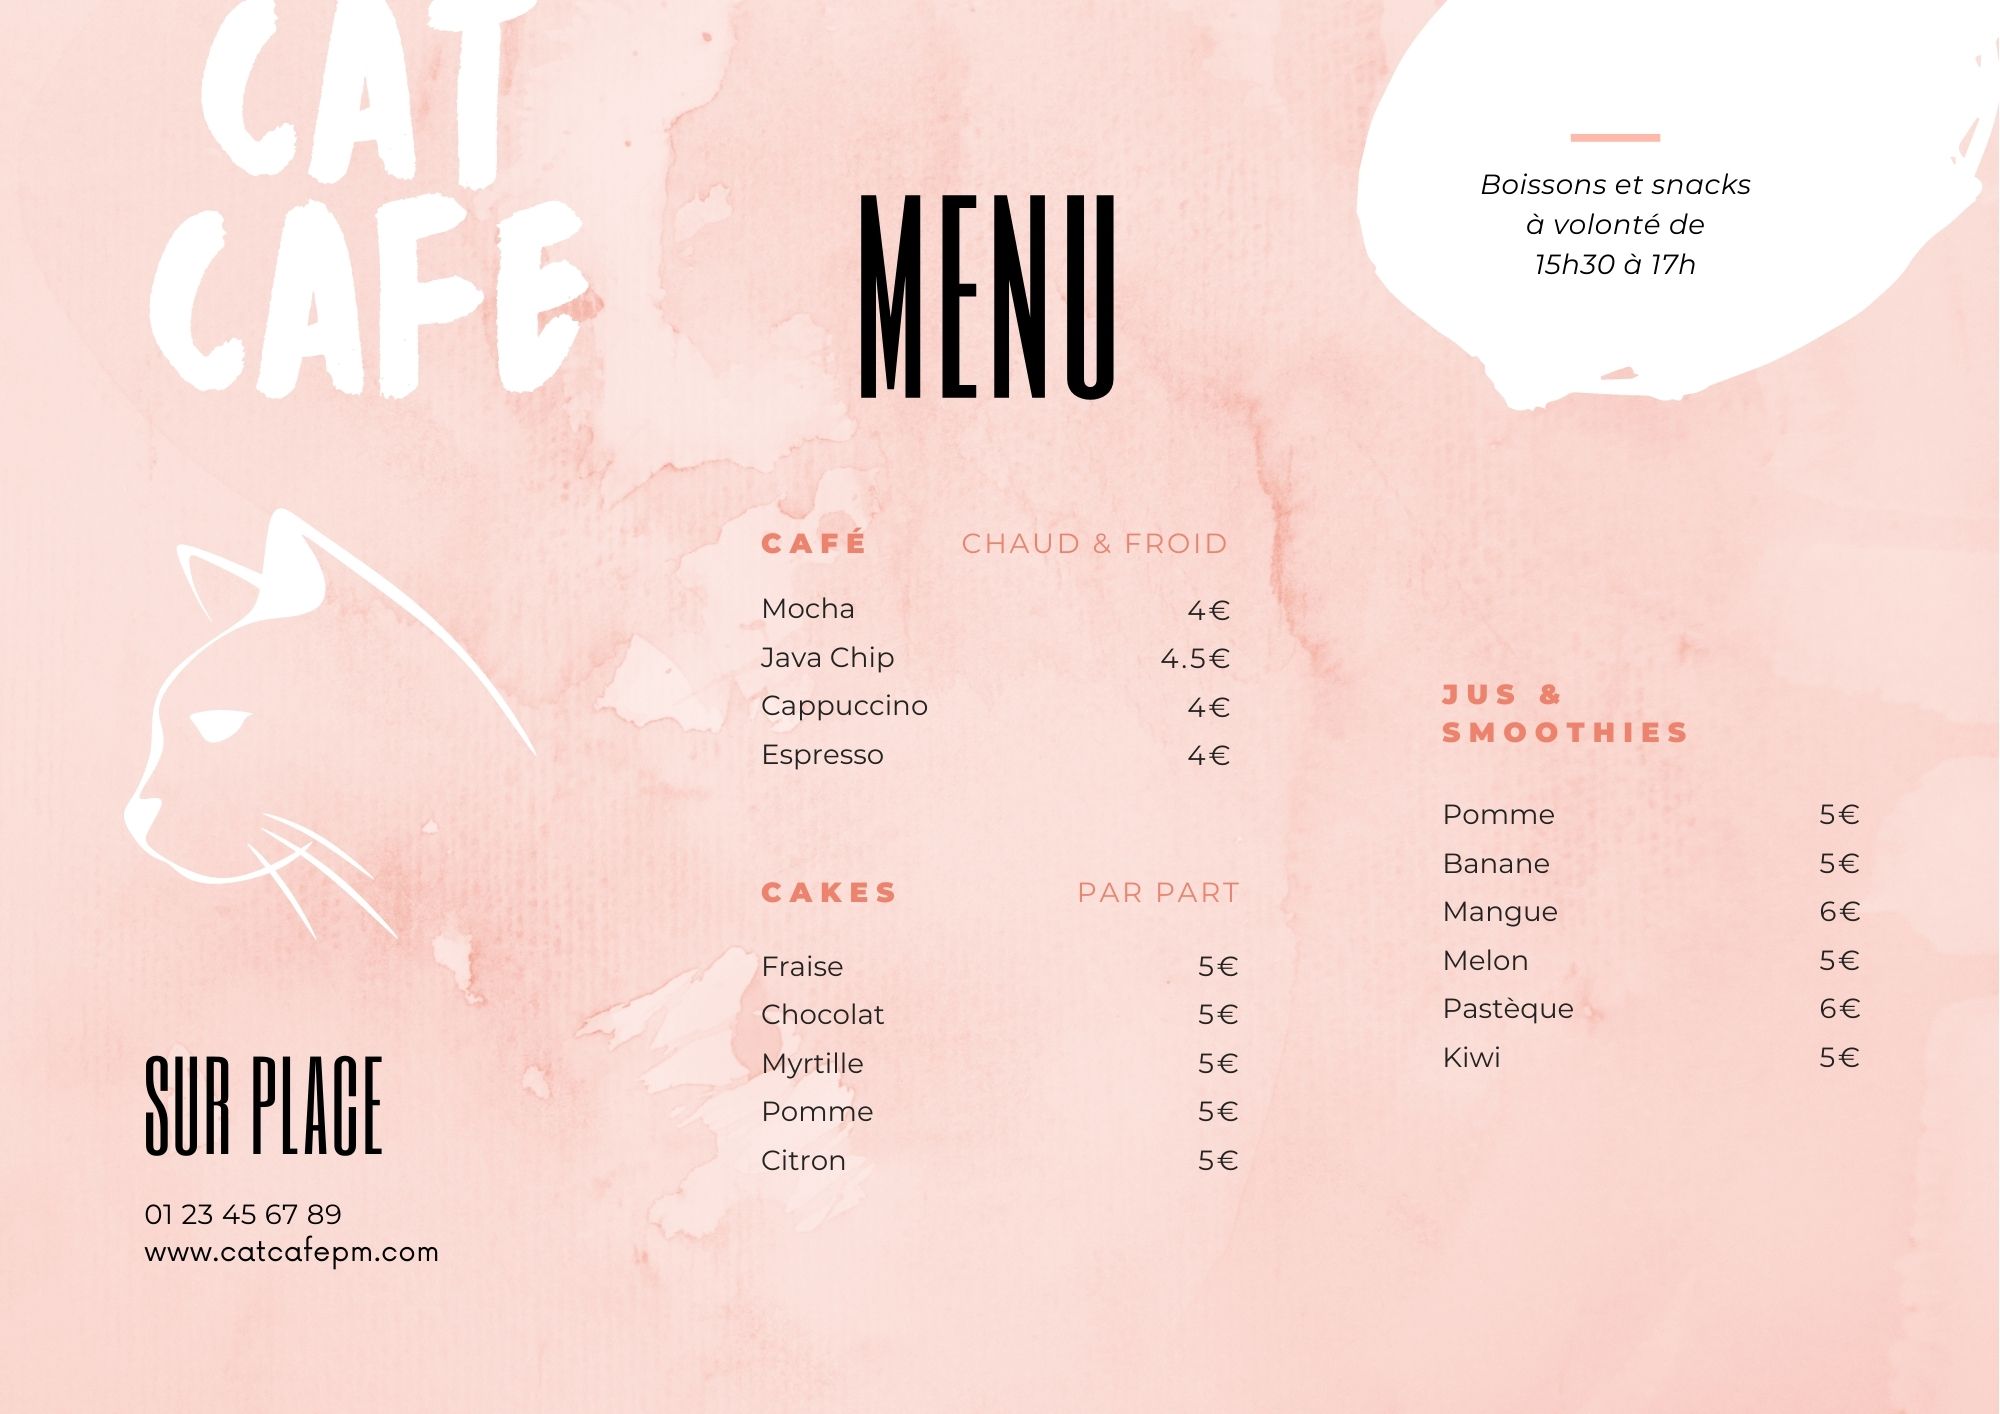 CAT
CAFE
MENU
Boissons et snacks
à volonté de
15h30 à 17h
CAFÉ CHAUD & FROID
Mocha 4€
Java Chip 4.5€
Cappuccino 4€
Espresso 4€
CAKES PAR PART
Fraise 5€
Chocolat 5€
Myrtille 5€
Pomme 5€
Citron 5€
JUS &
SMOOTHIES
Pomme 5€
Banane 5€
Mangue 6€
Melon 5€
Pastèque 6€
Kiwi 5€
SUR PLACE
01 23 45 67 89
www.catcafepm.com